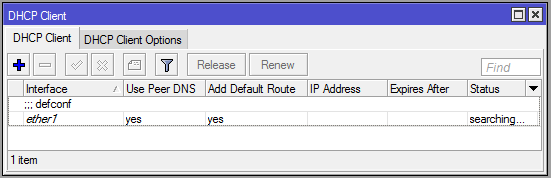 DHCP Client
DHCP Client DHCP Client Options
Release Renew Find
Interface Use Peer DNS Add Default Route IP Address Expires After Status
;;; defconf
ether1 yes yes searching...
1 item